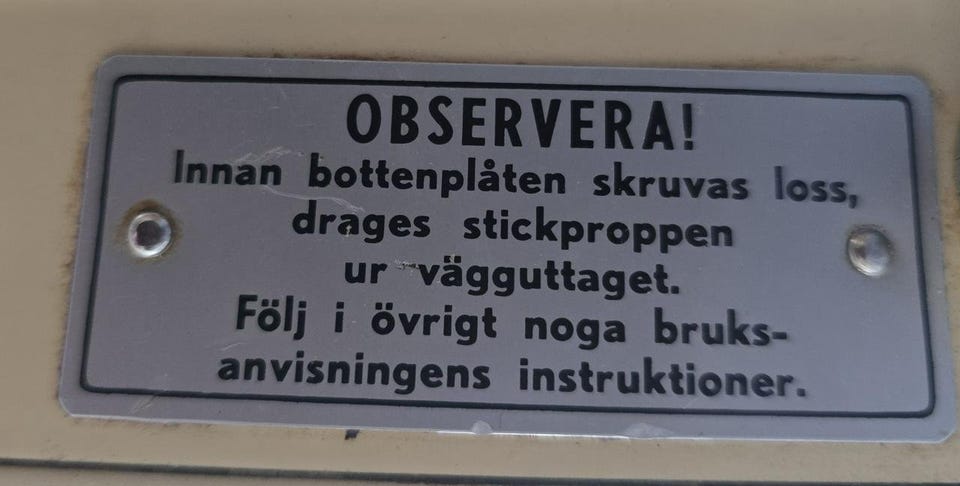 OBSERVERA!
Innan bottenplåten skruvas loss,
drages stickproppen
ur vägguttaget.
Följ i övrigt noga bruks-
anvisningens instruktioner.